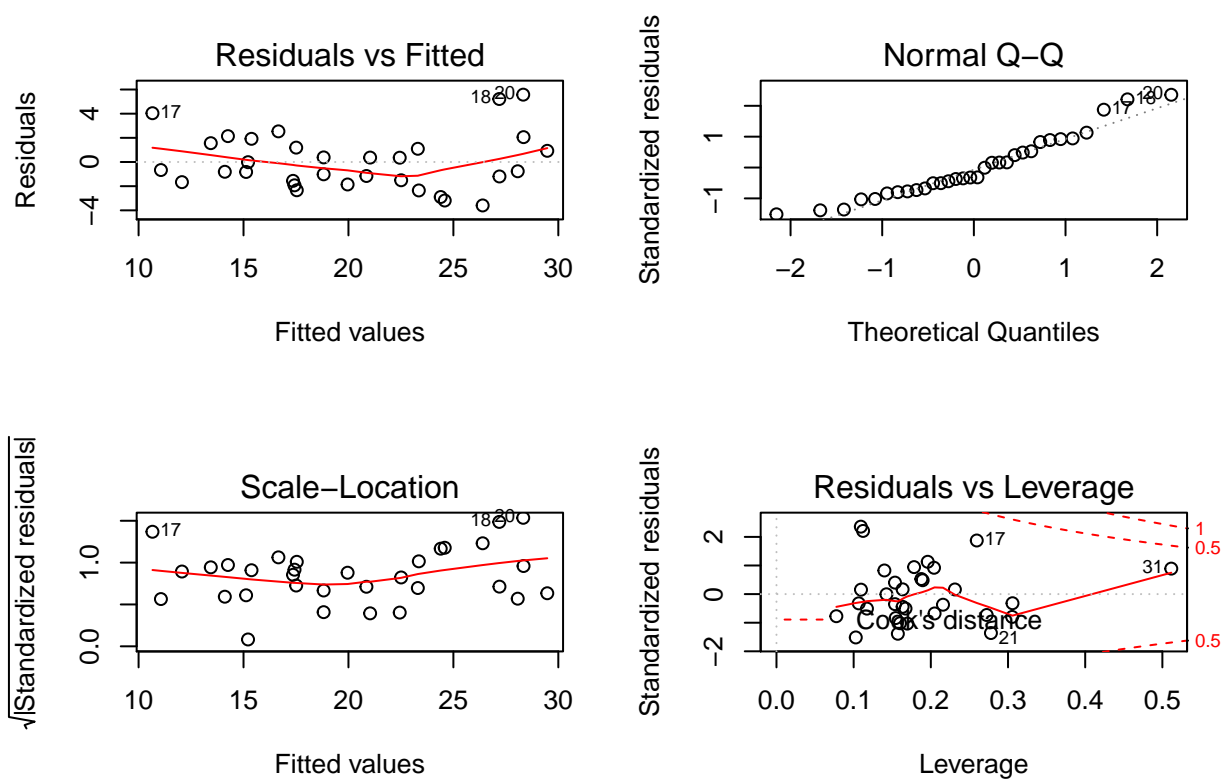 Residuals vs Fitted
Residuals
4
0
−4
17
18
20
10 15 20 25 30
Fitted values
Normal Q−Q
Standardized residuals
1
−1
17
18
20
−2 −1 0 1 2
Theoretical Quantiles
Scale−Location
√|Standardized residuals|
1.0
0.0
17
18
20
10 15 20 25 30
Fitted values
Residuals vs Leverage
Standardized residuals
2
0
−2
17
31
21
Cook's distance
1
0.5
0.5
0.0 0.1 0.2 0.3 0.4 0.5
Leverage